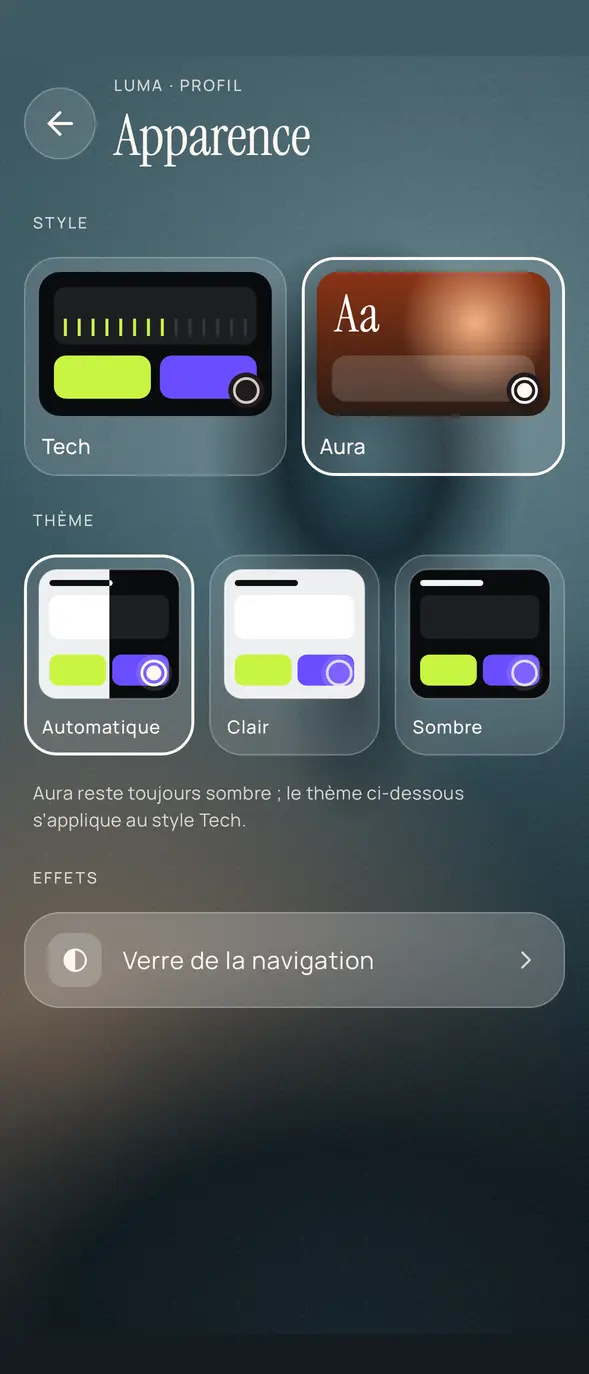 LUMA · PROFIL
Apparence
STYLE
Aa
Tech
Aura
THÈME
Automatique
Clair
Sombre
Aura reste toujours sombre ; le thème ci-dessous
s'applique au style Tech.
EFFETS
Verre de la navigation